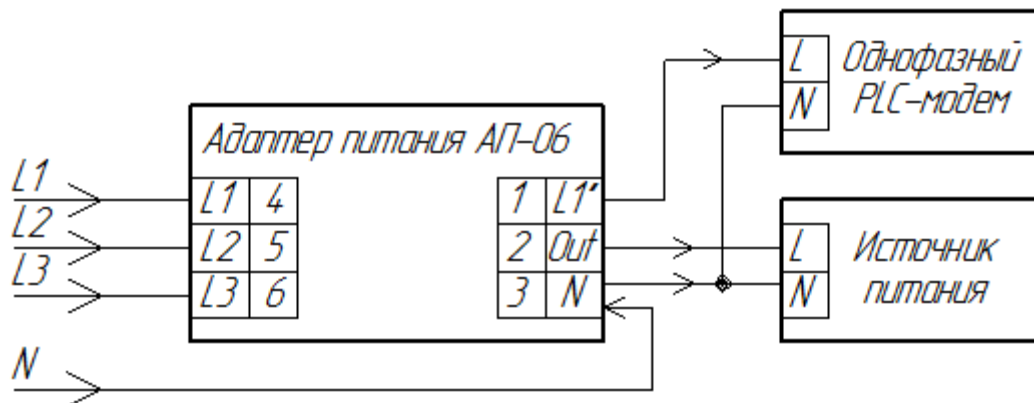 L
Однофазный
N
PLC-модем
Адаптер питания АП-06
L1
L1 4
1 L1'
L2
L2 5
2 Out
L
Источник
L3
L3 6
3 N
N
питания
N